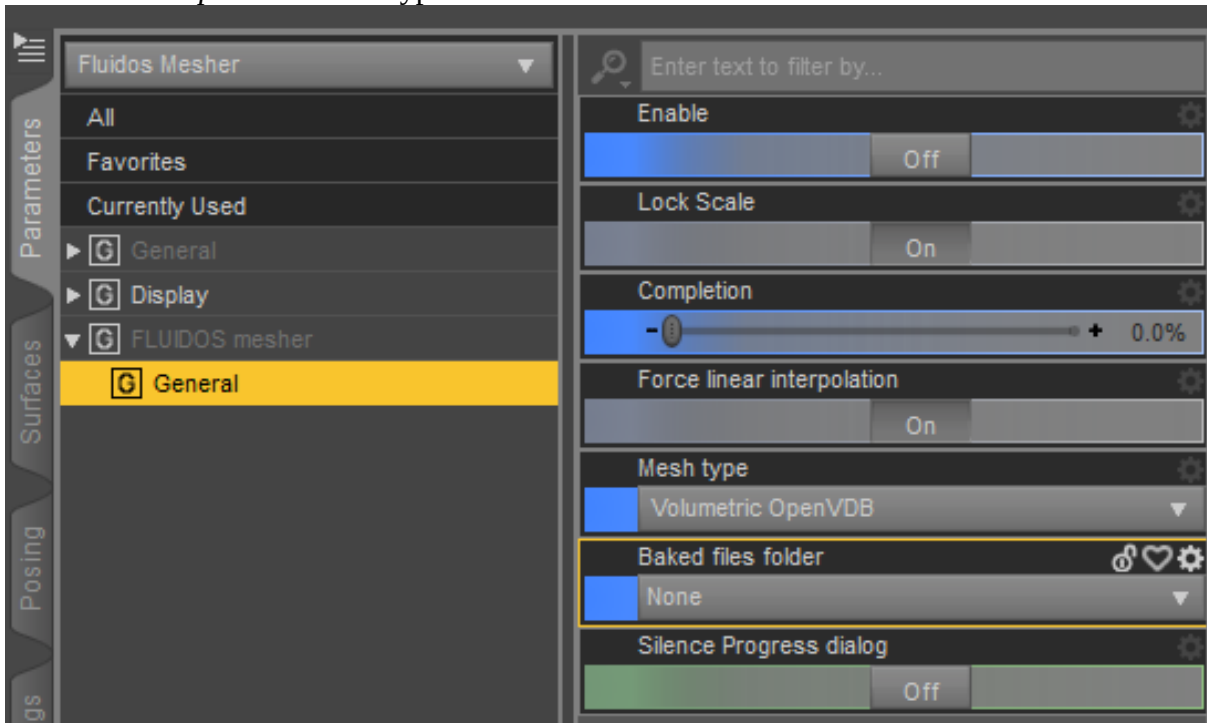 Parameters
Surfaces
Posing
Fluidos Mesher
All
Favorites
Currently Used
G General
G Display
G FLUIDOS mesher
G General
Enter text to filter by...
Enable
Off
Lock Scale
On
Completion
- + 0.0%
Force linear interpolation
On
Mesh type
Volumetric OpenVDB
Baked files folder
None
Silence Progress dialog
Off